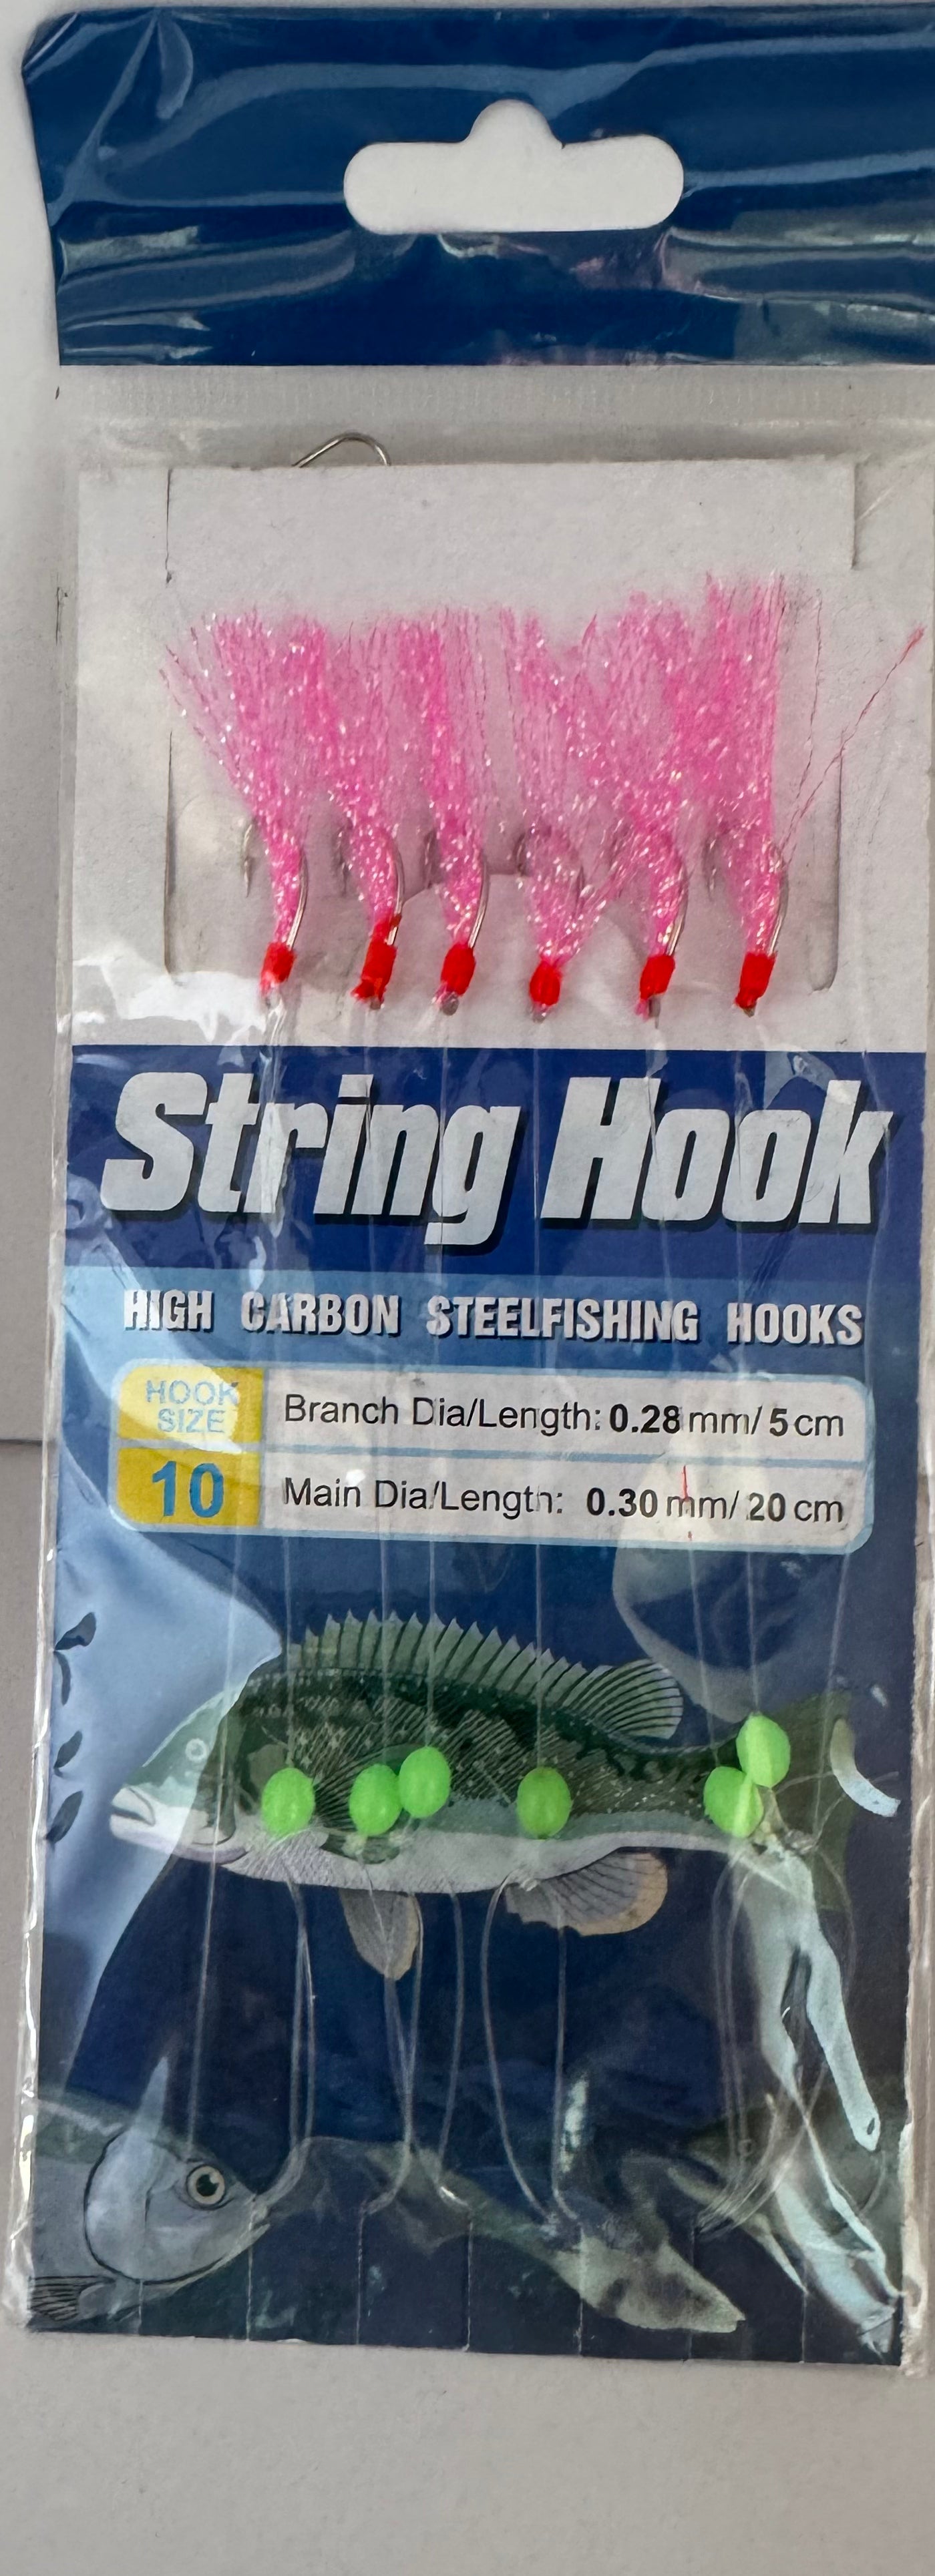 String Hook
HIGH CARBON STEELFISHING HOOKS
HOOK
SIZE
10
Branch Dia/Length: 0.28 mm/ 5 cm
Main Dia/Length: 0.30 mm/ 20 cm